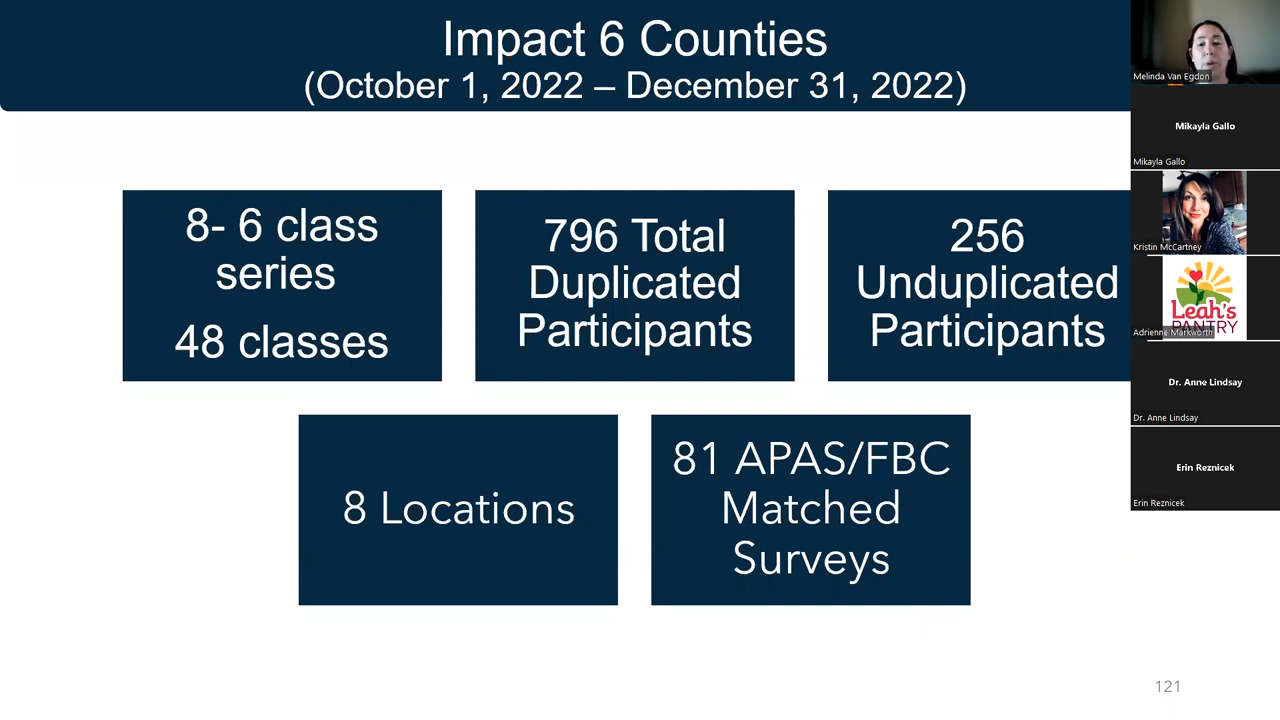 Impact 6 Counties
(October 1, 2022 – December 31, 2022)
8- 6 class
series
48 classes
796 Total
Duplicated
Participants
256
Unduplicated
Participants
8 Locations
81 APAS/FBC
Matched
Surveys
121
Melinda Van Egdon
Mikayla Gallo
Mikayla Gallo
Kristin McCartney
Leah's
PANTRY
Adrienne Markworth
Dr. Anne Lindsay
Dr. Anne Lindsay
Erin Reznicek
Erin Reznicek